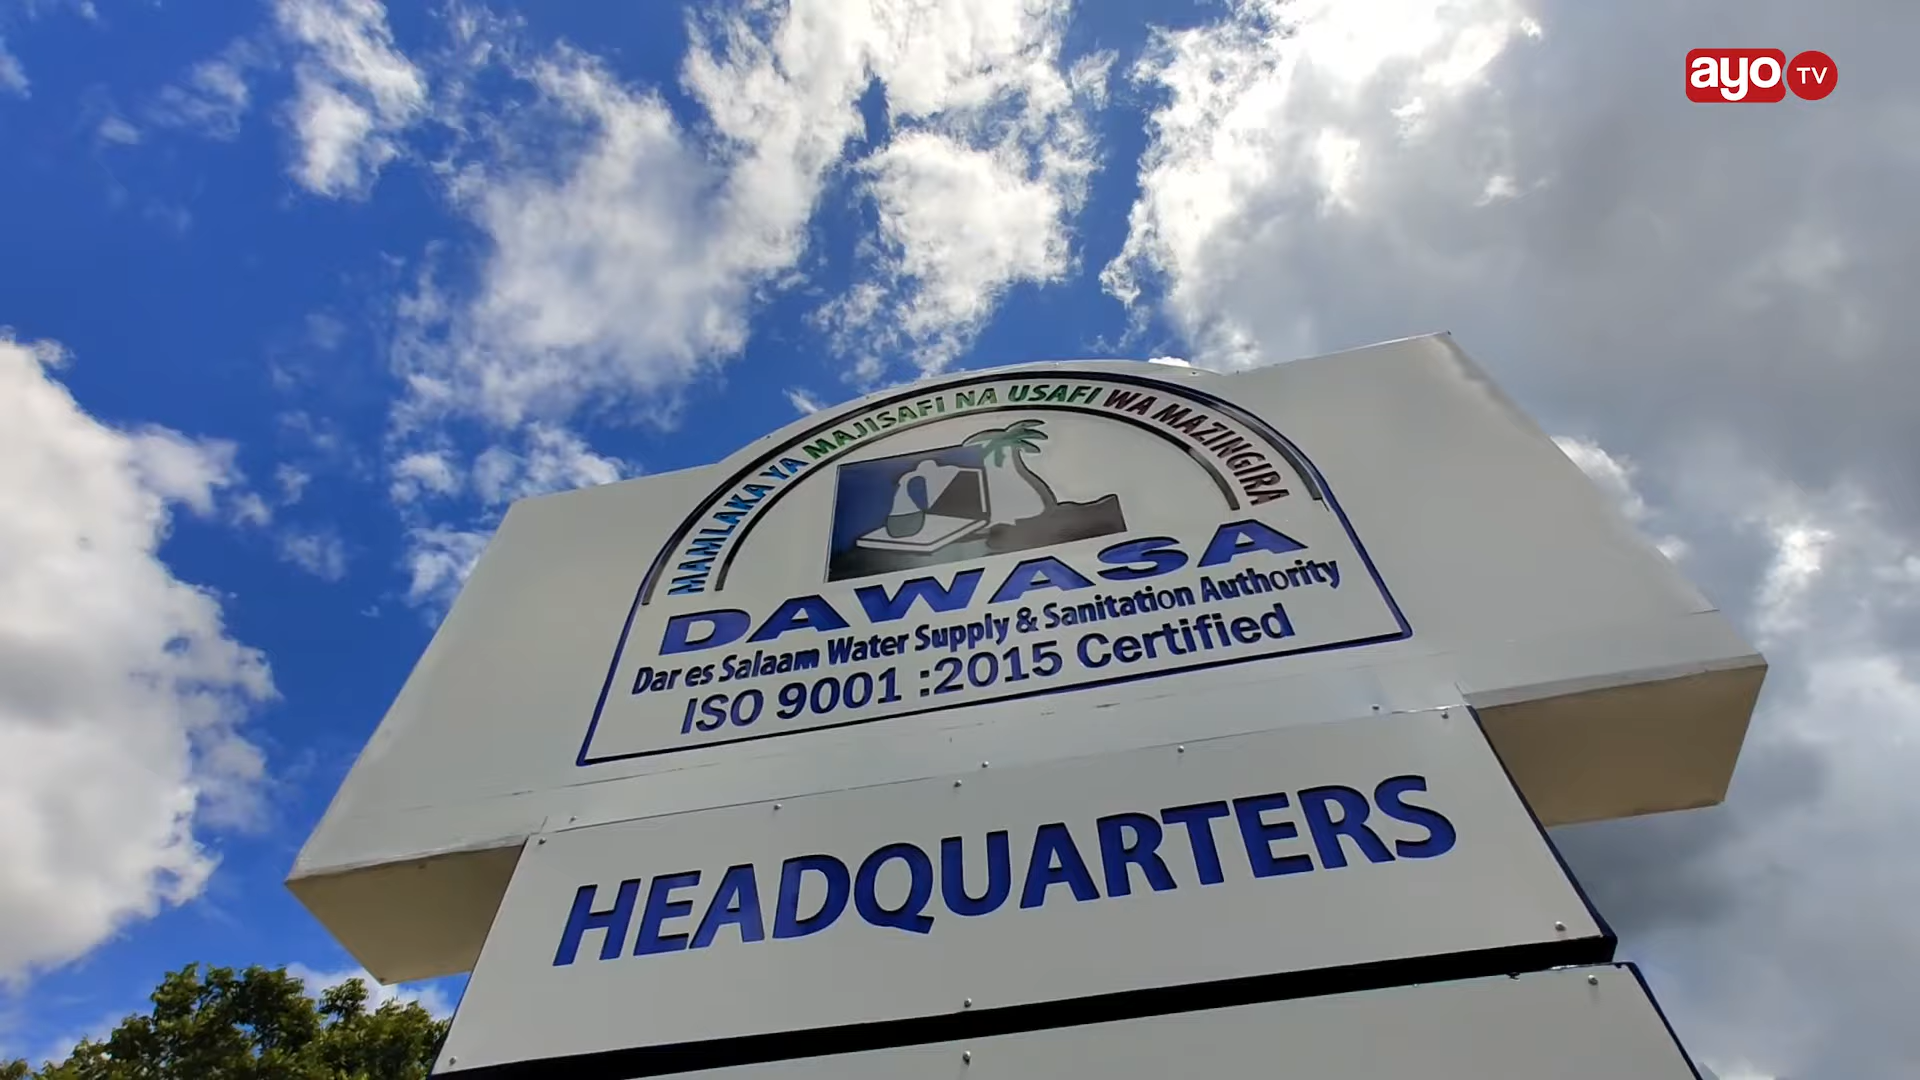 ayo TV
MAMLAKA YA MAJISAFI NA USAFI WA MAZINGIRA
DAWASA
Dar es Salaam Water Supply & Sanitation Authority
ISO 9001 :2015 Certified
HEADQUARTERS